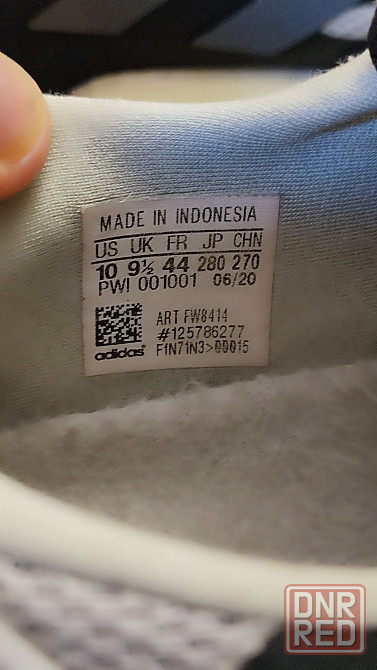 MADE IN INDONESIA
US UK FR JP CHN
10 9½ 44 280 270
PWI 001001 06/20
ART FW8414
#125786277
F1N71N3>00015
adidas
DNR
RED